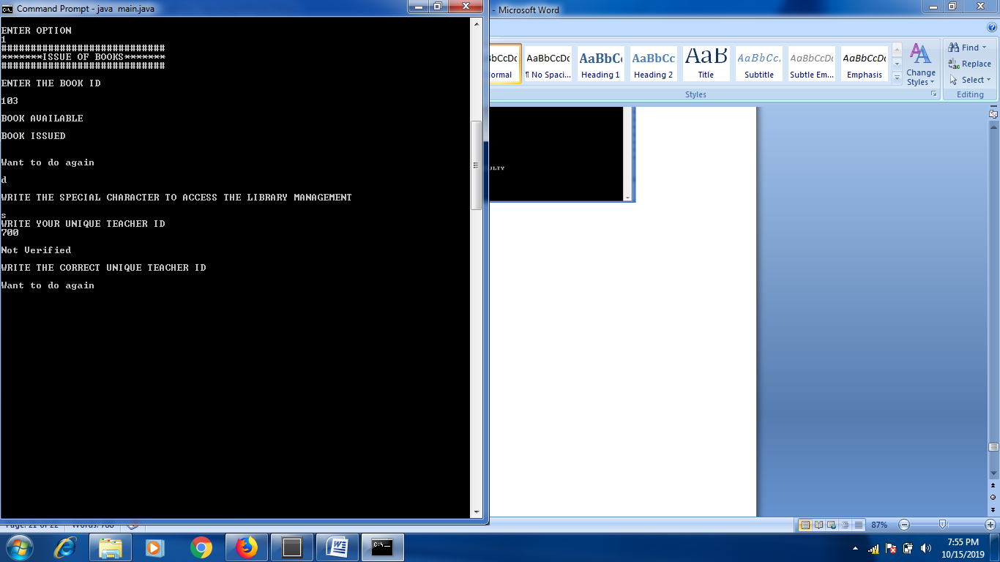 Command Prompt - java main.java
- Microsoft Word
ENTER OPTION
1
############################
*******ISSUE OF BOOKS*******
############################
ENTER THE BOOK ID
103
BOOK AVAILABLE
BOOK ISSUED
Want to do again
d
WRITE THE SPECIAL CHARACTER TO ACCESS THE LIBRARY MANAGEMENT
s
WRITE YOUR UNIQUE TEACHER ID
700
Not Verified
WRITE THE CORRECT UNIQUE TEACHER ID
Want to do again
bCcDc AaBbCcDc AaBbC AaBbCc AaB AaBbCc. AaBbCcDc AaBbCcDc
ormal ¶ No Spaci... Heading 1 Heading 2 Title Subtitle Subtle Em... Emphasis
Change
Styles
Find
Replace
Select
Styles
Editing
ULTY
Page: 21 of 22 Words: 788
87%
7:55 PM
10/15/2019